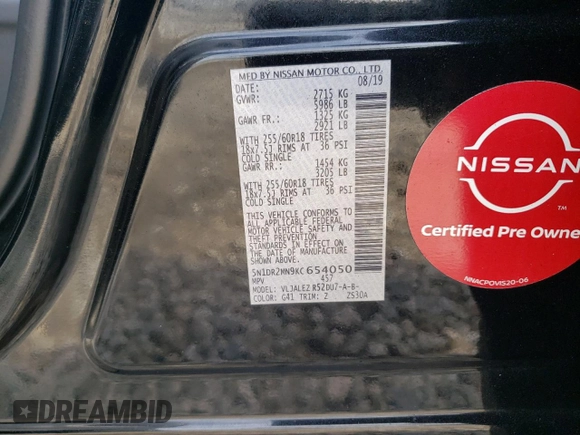 MFD BY NISSAN MOTOR CO., LTD.
DATE: 08/19
GVWR: 2715 KG
5986 LB
GAWR FR.: 1325 KG
2921 LB
WITH 255/60R18 TIRES
18x7.5J RIMS AT 36 PSI
COLD SINGLE
GAWR RR.: 1454 KG
3205 LB
WITH 255/60R18 TIRES
18x7.5J RIMS AT 36 PSI
COLD SINGLE
THIS VEHICLE CONFORMS TO
ALL APPLICABLE FEDERAL
MOTOR VEHICLE SAFETY AND
THEFT PREVENTION
STANDARDS IN EFFECT ON
THE DATE OF MANUFACTURE
SHOWN ABOVE.
5N1DR2MN9KC654050
MPV 457
MODEL: VLJALEZ R52UU7-A-B-
COLOR: G41 TRIM: Z ZS30A
NISSAN
TM
Certified Pre Owne
NNACPOVIS20-06
DREAMBID